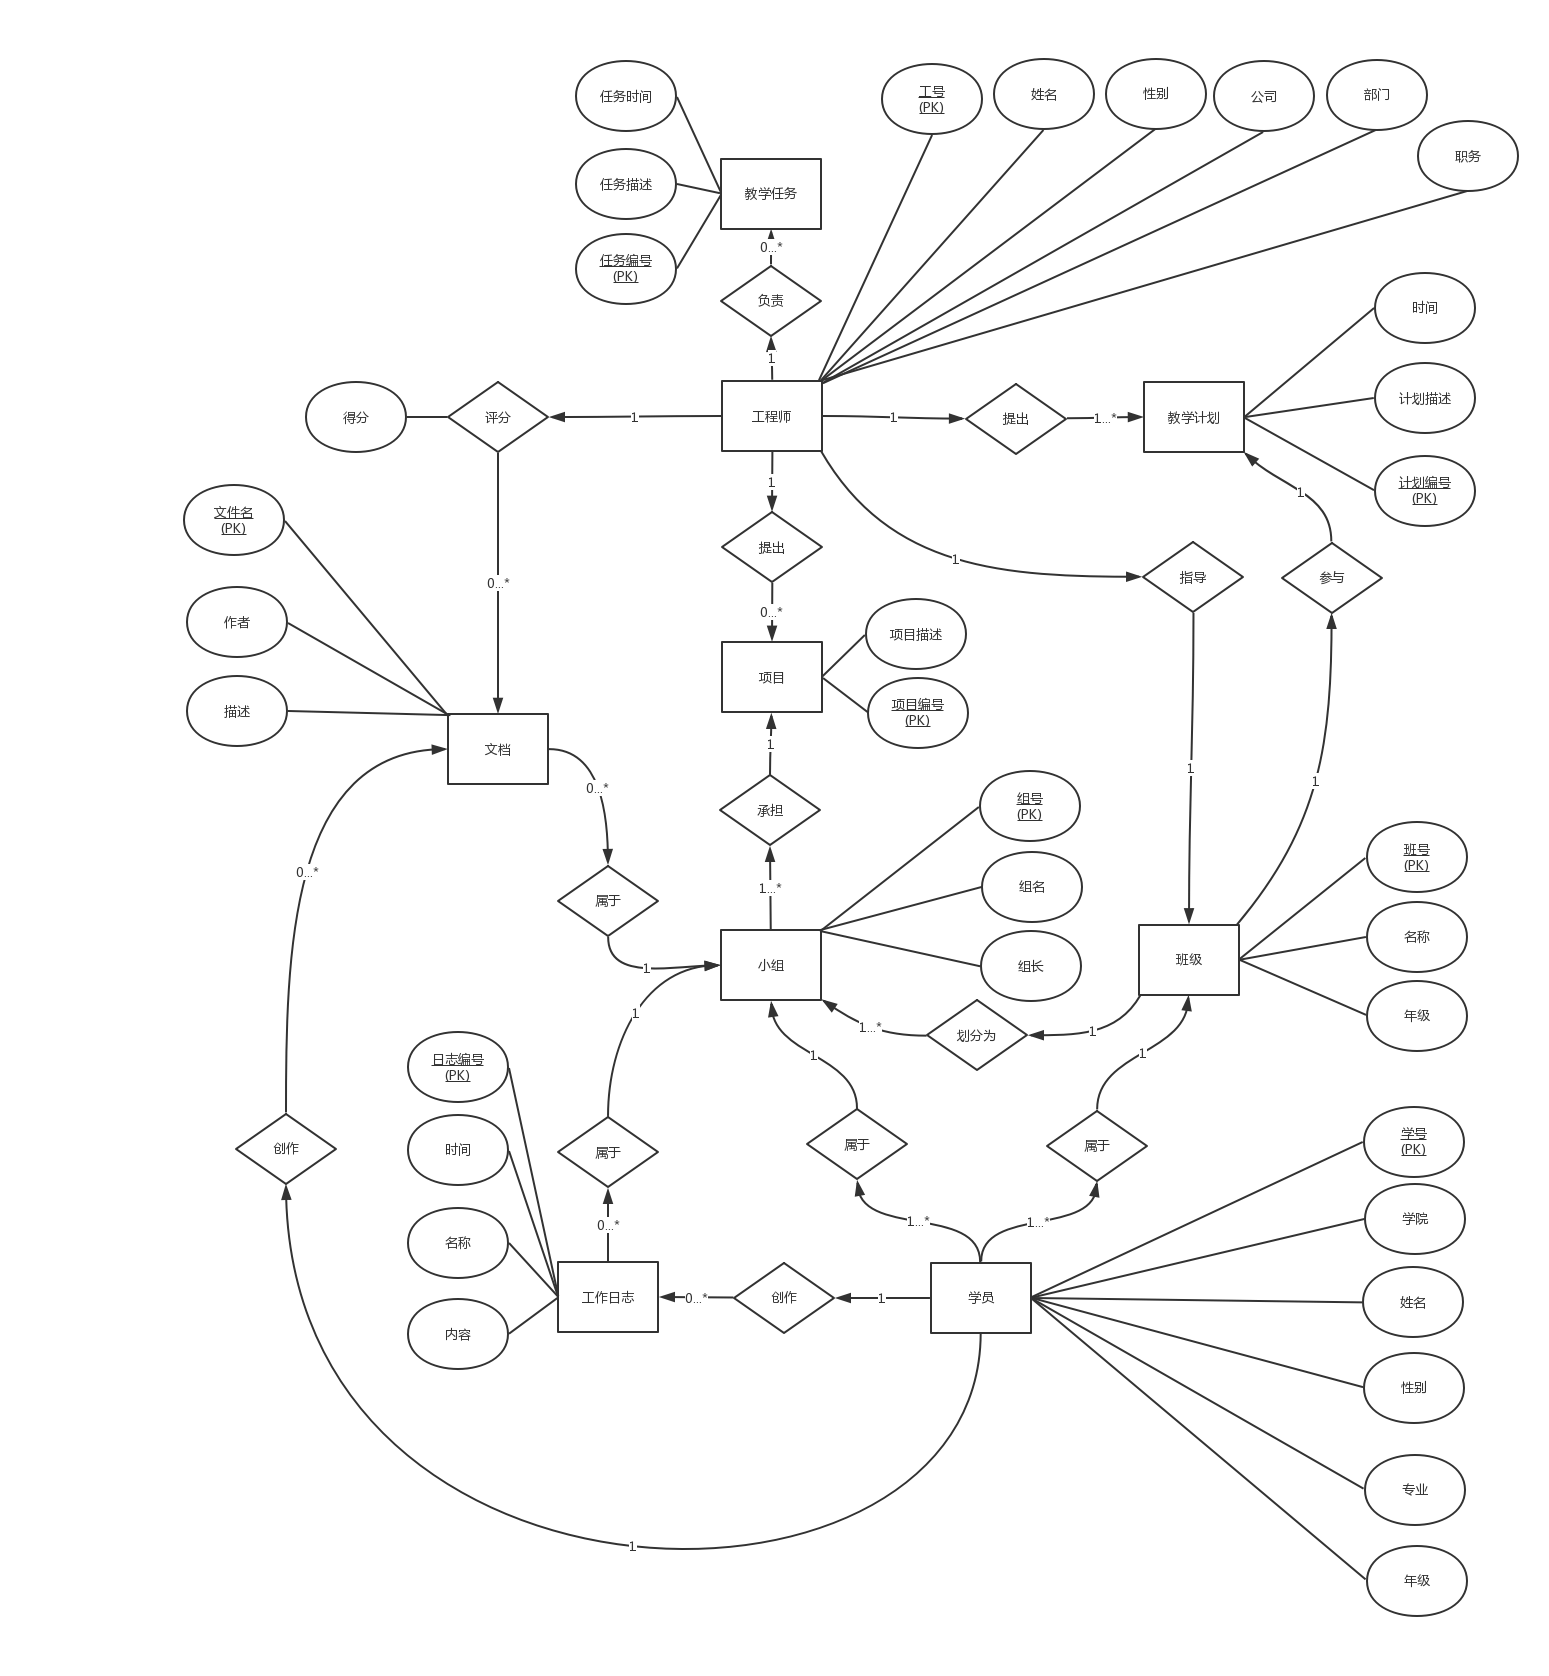 任务时间
工号
(PK)
姓名
性别
公司
部门
职务
任务描述
教学任务
任务编号
(PK)
0...*
负责
1
时间
得分
评分
1
工程师
1
提出
1...*
教学计划
计划描述
计划编号
(PK)
1
1
文件名
(PK)
提出
1
指导
参与
0...*
0...*
作者
项目描述
项目
项目编号
(PK)
描述
文档
1
1
1
0...*
承担
组号
(PK)
0...*
1...*
组名
班号
(PK)
属于
名称
1
小组
组长
班级
年级
1
1...*
划分为
1
日志编号
(PK)
1
1
时间
创作
属于
属于
属于
学号
(PK)
学院
0...*
1...*
1...*
名称
工作日志
0...*
创作
1
学员
姓名
内容
性别
专业
1
年级